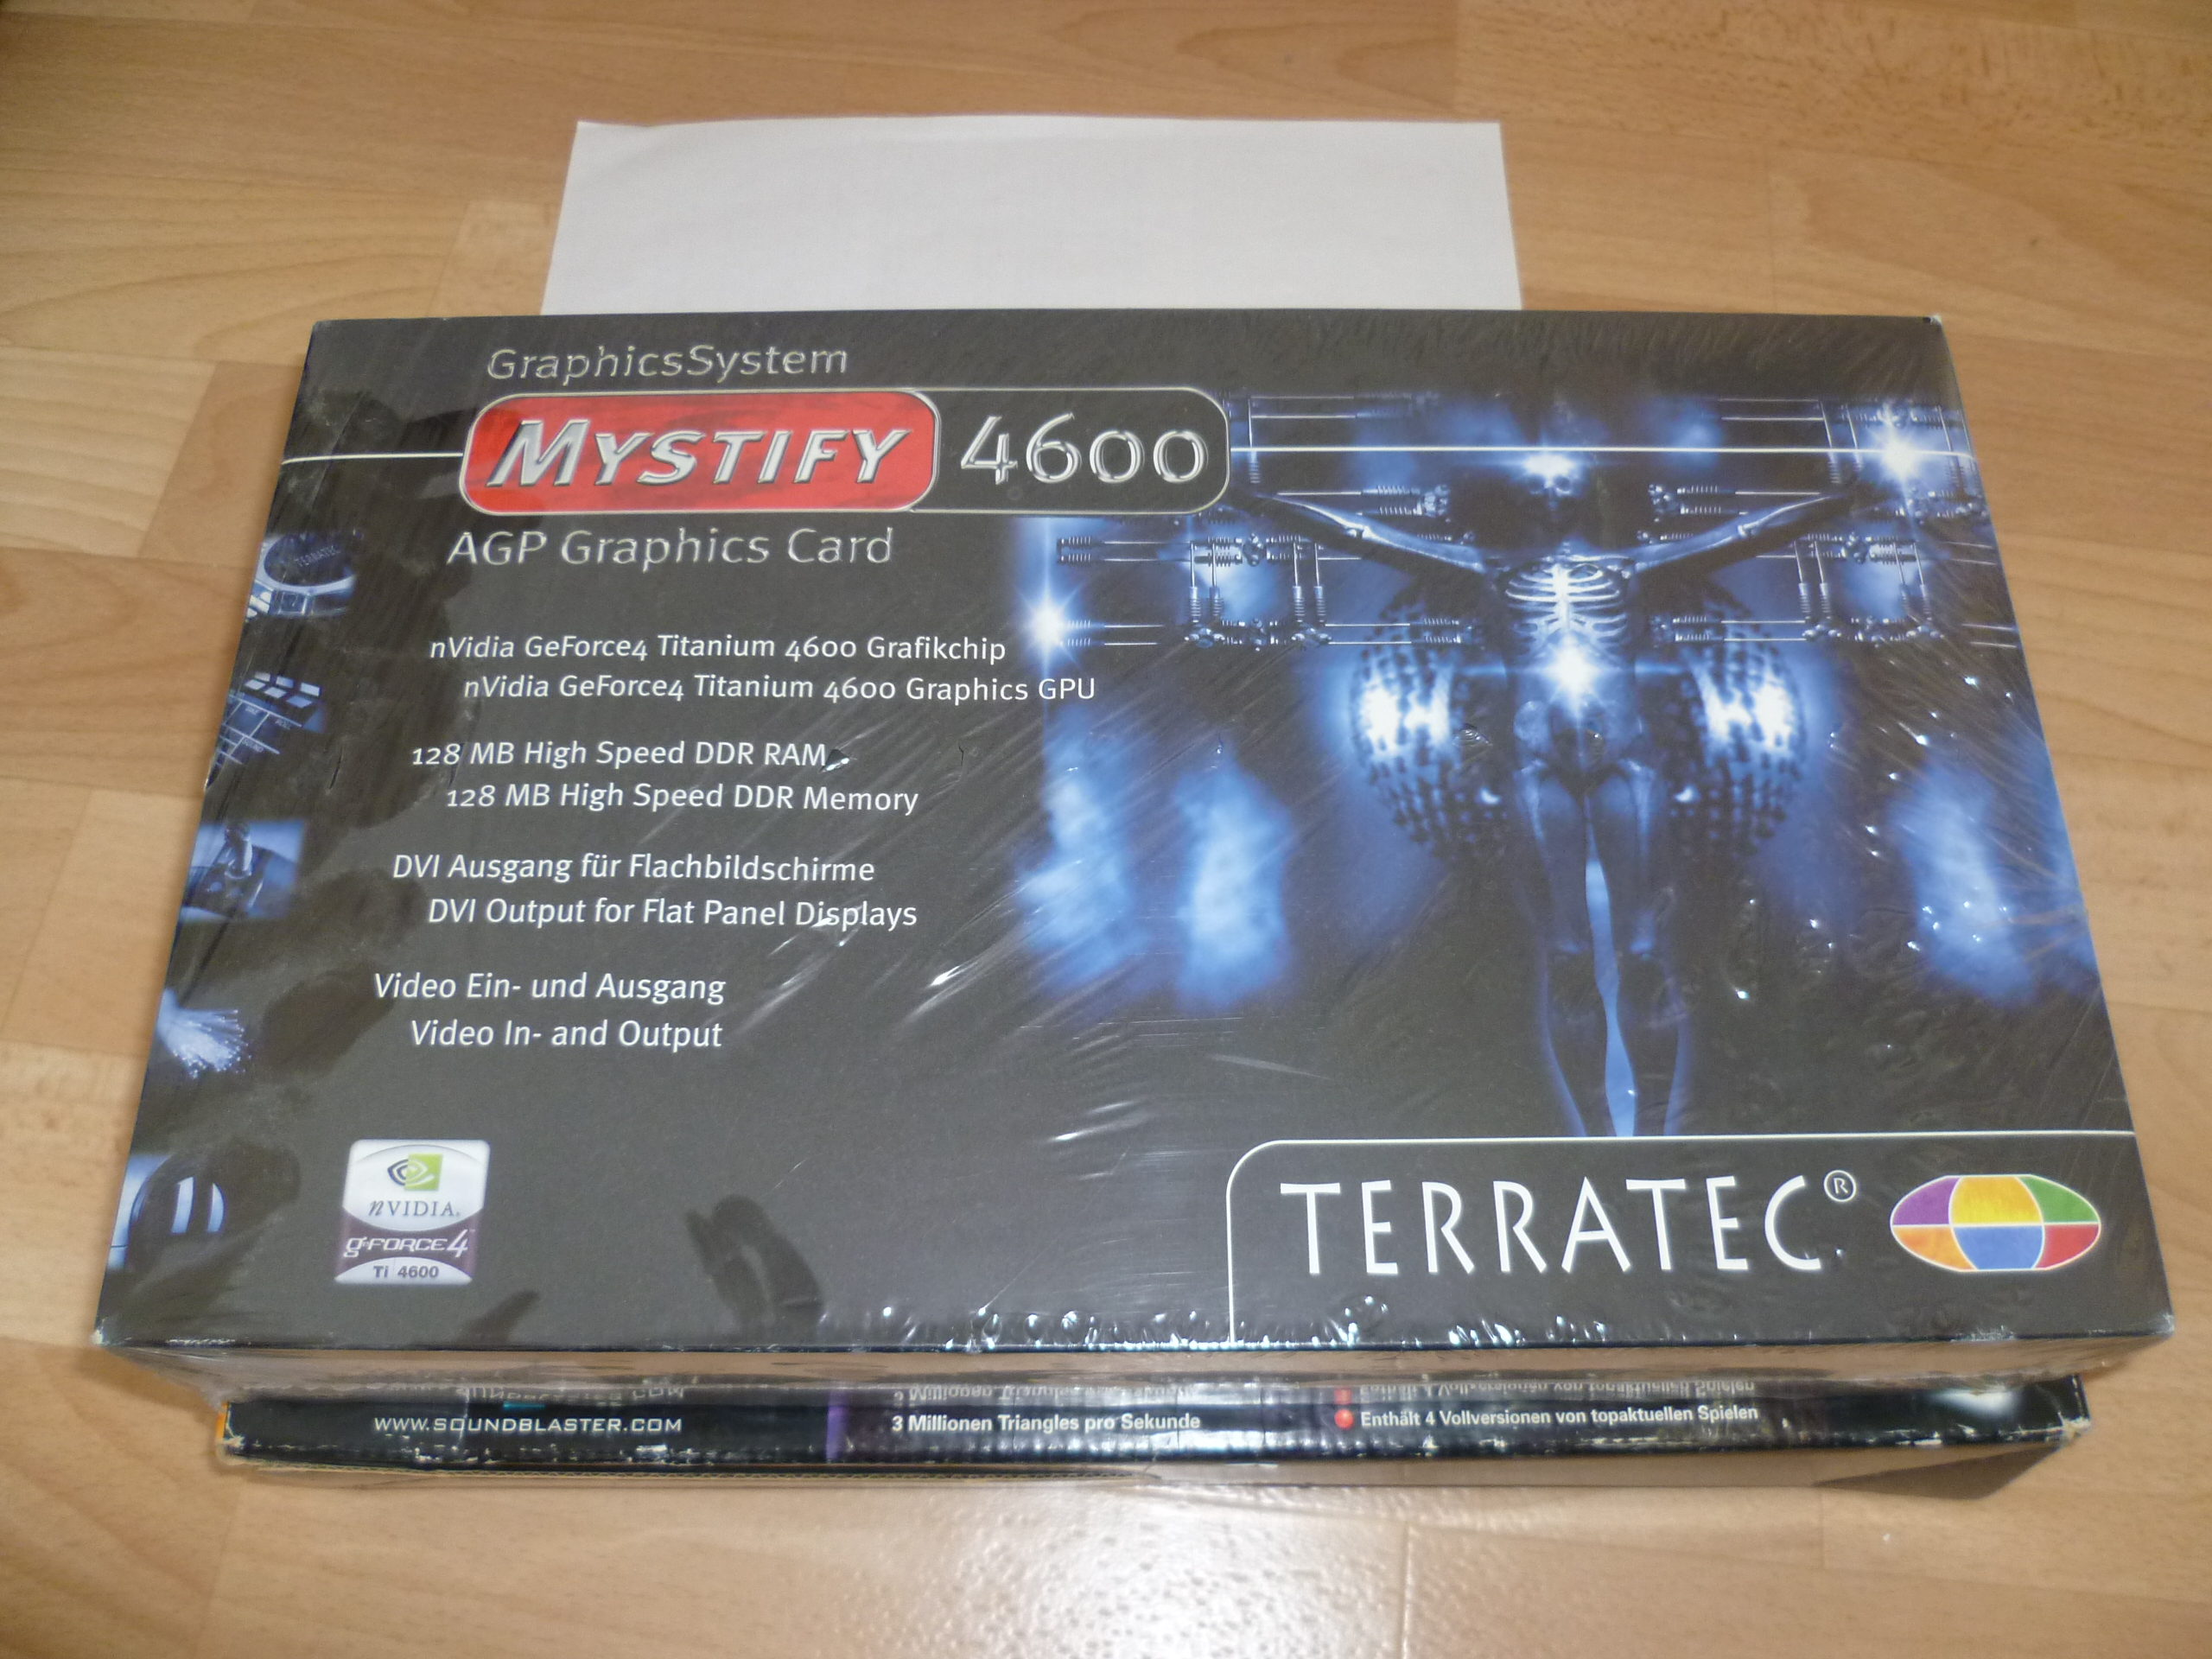 GraphicsSystem
MYSTIFY 4600
AGP Graphics Card
nVidia GeForce4 Titanium 4600 Grafikchip
nVidia GeForce4 Titanium 4600 Graphics GPU
128 MB High Speed DDR RAM
128 MB High Speed DDR Memory
DVI Ausgang für Flachbildschirme
DVI Output for Flat Panel Displays
Video Ein- und Ausgang
Video In- and Output
nVIDIA.
gFORCE4™
Ti 4600
TERRATEC®
TERRATEC
WWW.SOUNDBLASTER.COM
3 Millionen Triangles pro Sekunde
Enthält 4 Vollversionen von topaktuellen Spielen